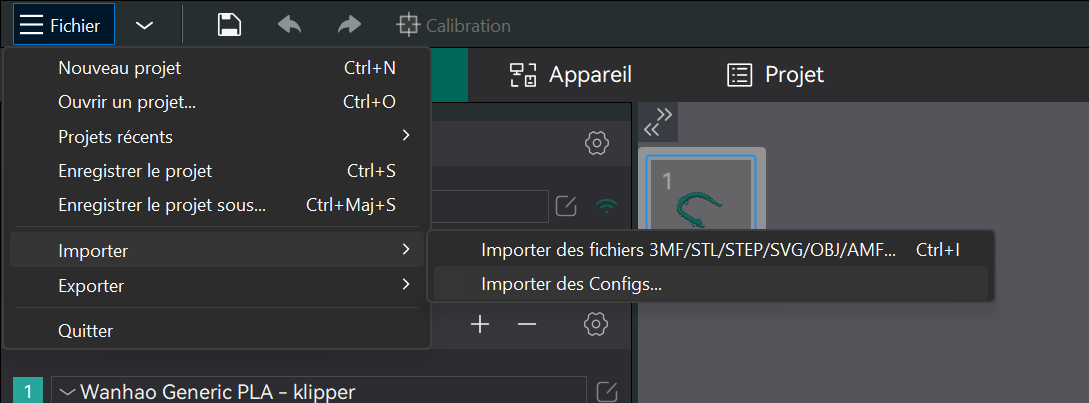 Fichier
Calibration
Nouveau projet Ctrl+N
Appareil
Projet
Ouvrir un projet... Ctrl+O
Projets récents
Enregistrer le projet Ctrl+S
1
Enregistrer le projet sous... Ctrl+Maj+S
Importer
Importer des fichiers 3MF/STL/STEP/SVG/OBJ/AMF... Ctrl+I
Exporter
Importer des Configs...
Quitter
1 Wanhao Generic PLA - klipper